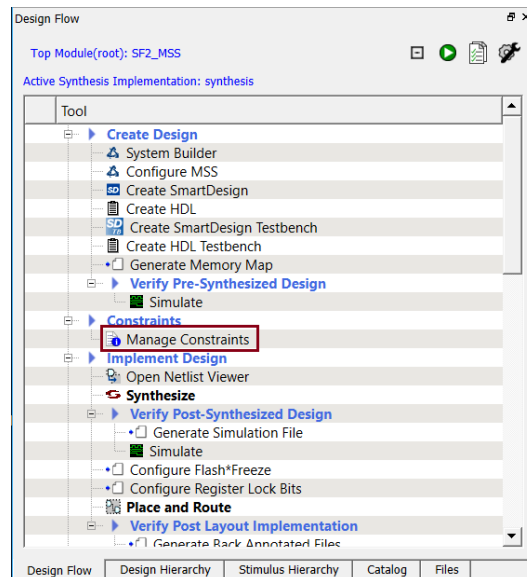 Design Flow
Top Module(root): SF2_MSS
Active Synthesis Implementation: synthesis
Tool
Create Design
System Builder
Configure MSS
SD Create SmartDesign
Create HDL
SD TB Create SmartDesign Testbench
Create HDL Testbench
Generate Memory Map
Verify Pre-Synthesized Design
Simulate
Constraints
Manage Constraints
Implement Design
Open Netlist Viewer
Synthesize
Verify Post-Synthesized Design
Generate Simulation File
Simulate
Configure Flash*Freeze
Configure Register Lock Bits
Place and Route
Verify Post Layout Implementation
Generate Back Annotated Files
Design Flow Design Hierarchy Stimulus Hierarchy Catalog Files